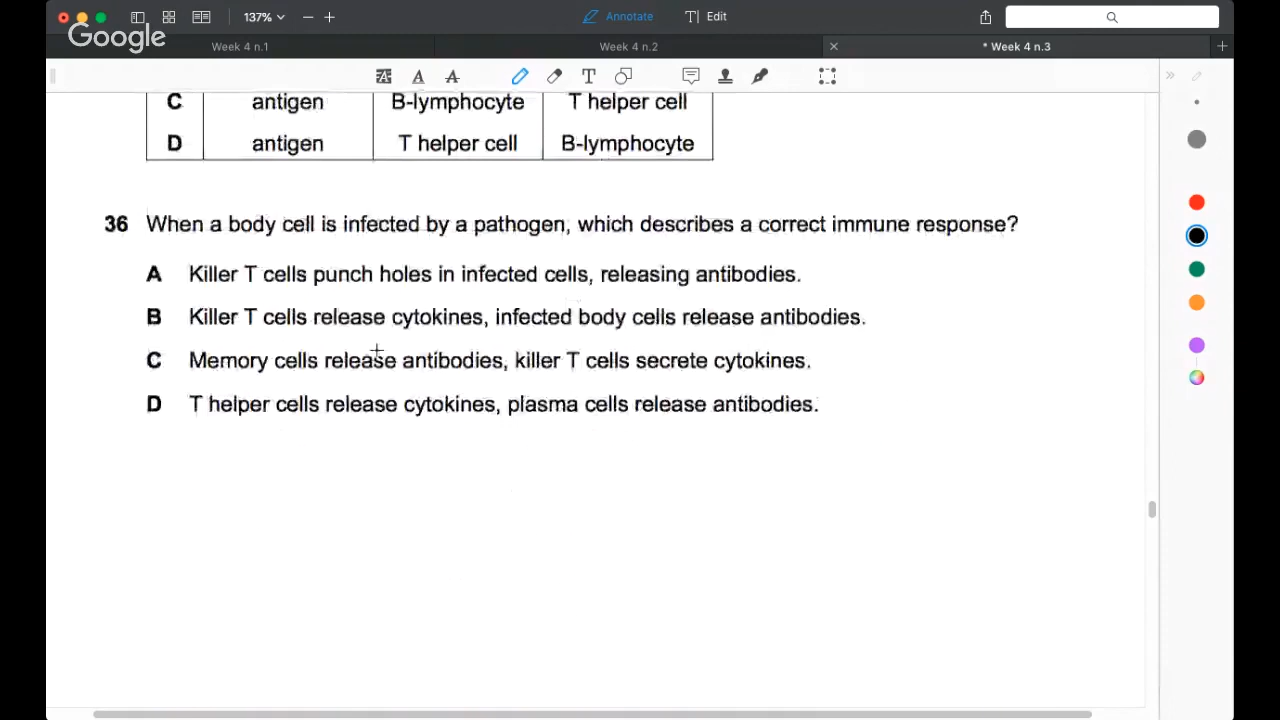 137%
Annotate
T Edit
Google
Week 4 n.1
Week 4 n.2
* Week 4 n.3
C antigen B-lymphocyte T helper cell
D antigen T helper cell B-lymphocyte
36 When a body cell is infected by a pathogen, which describes a correct immune response?
A Killer T cells punch holes in infected cells, releasing antibodies.
B Killer T cells release cytokines, infected body cells release antibodies.
C Memory cells release antibodies, killer T cells secrete cytokines.
D T helper cells release cytokines, plasma cells release antibodies.